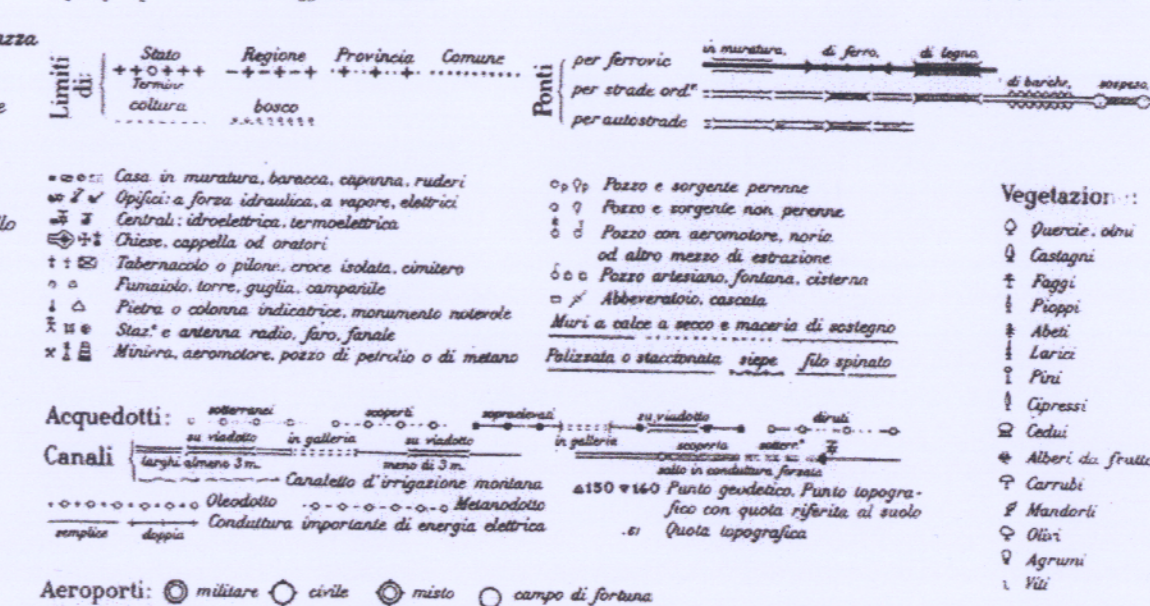 Limiti di:
Stato Regione Provincia Comune
Termine
coltura bosco
Ponti
per ferrovie in muratura, di ferro, di legno,
per strade ord.e di barche, sospeso,
per autostrade
Casa in muratura, baracca, capanna, ruderi
Opifici: a forza idraulica, a vapore, elettrici
Centrali: idroelettrica, termoelettrica
Chiese, cappella od oratori
Tabernacolo o pilone, croce isolata, cimitero
Fumaiolo, torre, guglia, campanile
Pietra o colonna indicatrice, monumento noterole
Staz.e e antenna radio, faro, fanale
Miniera, aeromotore, pozzo di petrolio o di metano
Pozzo e sorgente perenne
Pozzo e sorgente non perenne
Pozzo con aeromotore, noria
od altro mezzo di estrazione
Pozzo artesiano, fontana, cisterna
Abbeveratoio, cascata
Muri a calce a secco e maceria di sostegno
Palizzata o staccionata siepe filo spinato
Vegetazion:
Quercie, olmi
Castagni
Faggi
Pioppi
Abeti
Larici
Pini
Cipressi
Cedui
Alberi da frutto
Carrubi
Mandorli
Olivi
Agrumi
Viti
Acquedotti: sotterranei scoperti sopraelevati in galleria su viadotto diruti
Canali
su viadotto in galleria su viadotto scoperta sotterr.a
larghi almeno 3 m. meno di 3 m. salto in conduttura forzata
Canaletto d'irrigazione montana
Oleodotto Metanodotto
semplice doppia Conduttura importante di energia elettrica
150 160 Punto geodetico, Punto topogra-
fico con quota riferita al suolo
.61 Quota topografica
Aeroporti: militare civile misto campo di fortuna